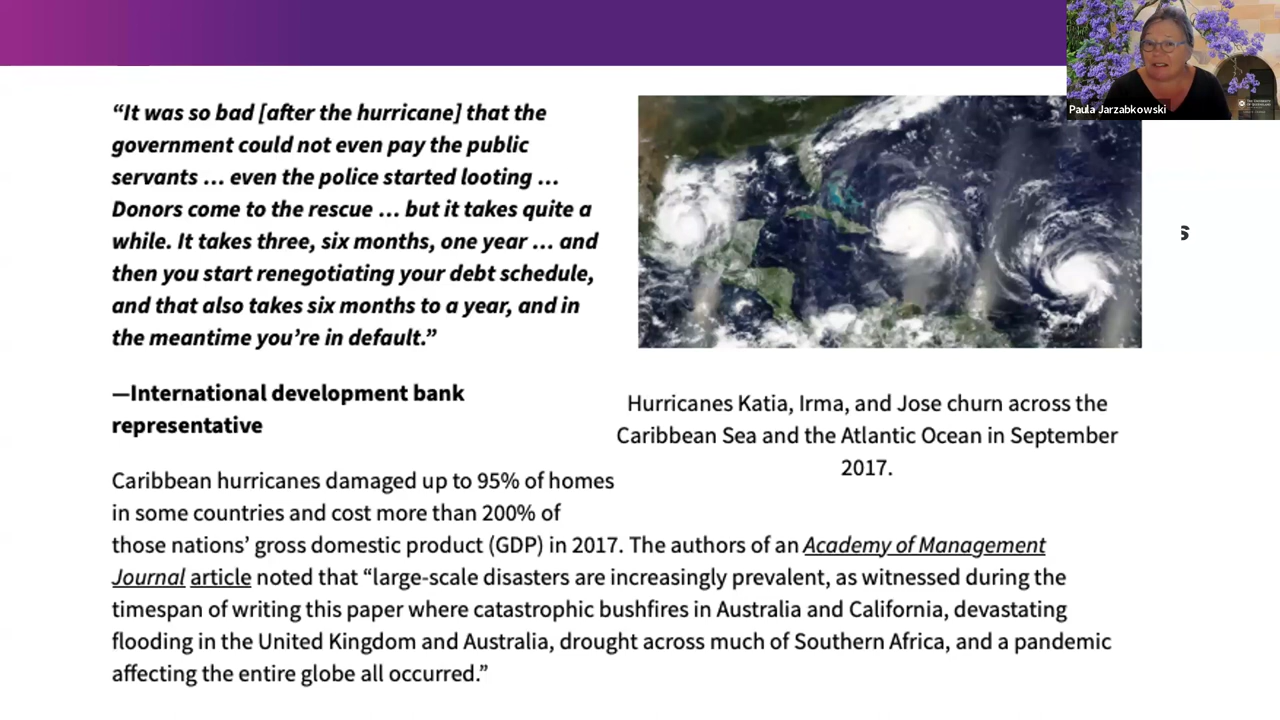 “It was so bad [after the hurricane] that the
government could not even pay the public
servants … even the police started looting …
Donors come to the rescue … but it takes quite a
while. It takes three, six months, one year … and
then you start renegotiating your debt schedule,
and that also takes six months to a year, and in
the meantime you’re in default.”
—International development bank
representative
Paula Jarzabkowski
s
Hurricanes Katia, Irma, and Jose churn across the
Caribbean Sea and the Atlantic Ocean in September
2017.
Caribbean hurricanes damaged up to 95% of homes
in some countries and cost more than 200% of
those nations’ gross domestic product (GDP) in 2017. The authors of an Academy of Management
Journal article noted that “large-scale disasters are increasingly prevalent, as witnessed during the
timespan of writing this paper where catastrophic bushfires in Australia and California, devastating
flooding in the United Kingdom and Australia, drought across much of Southern Africa, and a pandemic
affecting the entire globe all occurred.”